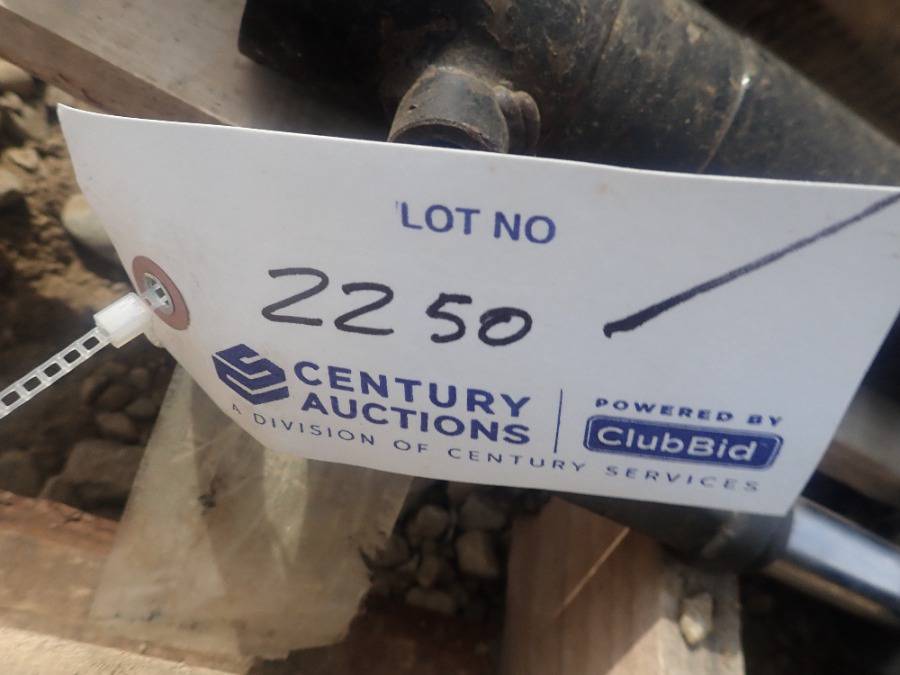 LOT NO
2250
CENTURY
AUCTIONS
A DIVISION OF CENTURY SERVICES
POWERED BY
ClubBid